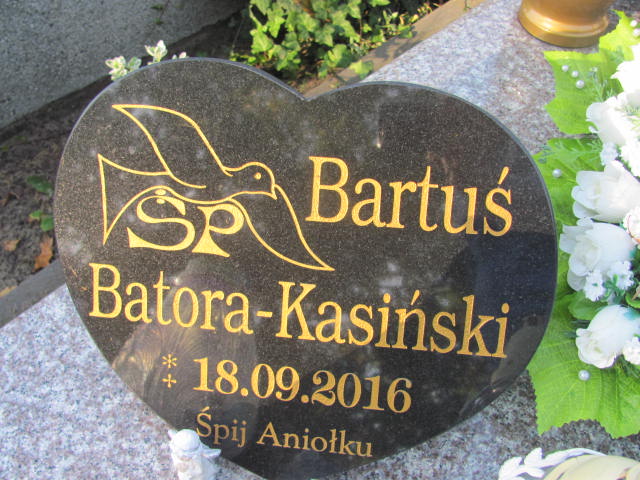 ŚP Bartuś
Batora-Kasiński
* ‡ 18.09.2016
Śpij Aniołku